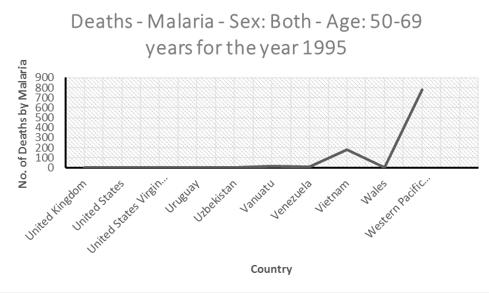 Deaths - Malaria - Sex: Both - Age: 50-69
years for the year 1995
No. of Deaths by Malaria
900
800
700
600
500
400
300
200
100
0
United Kingdom
United States
United States Virgin...
Uruguay
Uzbekistan
Vanuatu
Venezuela
Vietnam
Wales
Western Pacific...
Country